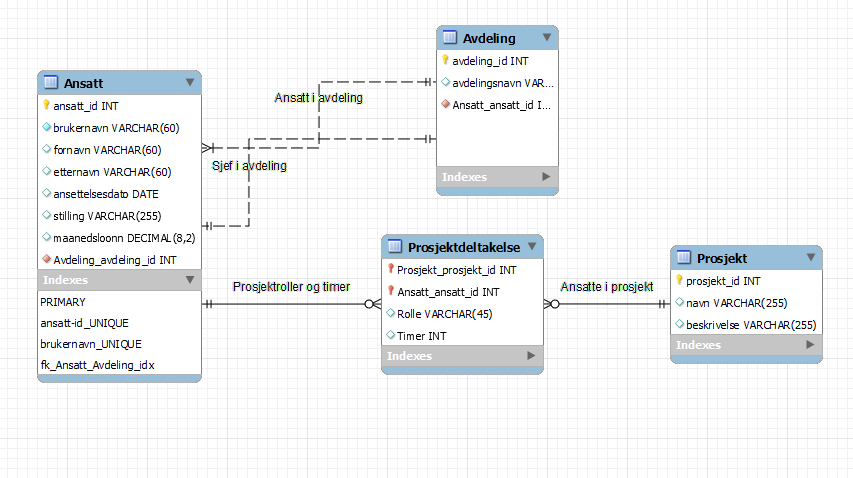 Ansatt
ansatt_id INT
brukernavn VARCHAR(60)
fornavn VARCHAR(60)
etternavn VARCHAR(60)
ansettelsesdato DATE
stilling VARCHAR(255)
maanedsloonn DECIMAL(8,2)
Avdeling_avdeling_id INT
Indexes
PRIMARY
ansatt-id_UNIQUE
brukernavn_UNIQUE
fk_Ansatt_Avdeling_idx
Ansatt i avdeling
Sjef i avdeling
Avdeling
avdeling_id INT
avdelingsnavn VAR...
Ansatt_ansatt_id I...
Indexes
Prosjektroller og timer
Prosjektdeltakelse
Prosjekt_prosjekt_id INT
Ansatt_ansatt_id INT
Rolle VARCHAR(45)
Timer INT
Indexes
Ansatte i prosjekt
Prosjekt
prosjekt_id INT
navn VARCHAR(255)
beskrivelse VARCHAR(255)
Indexes